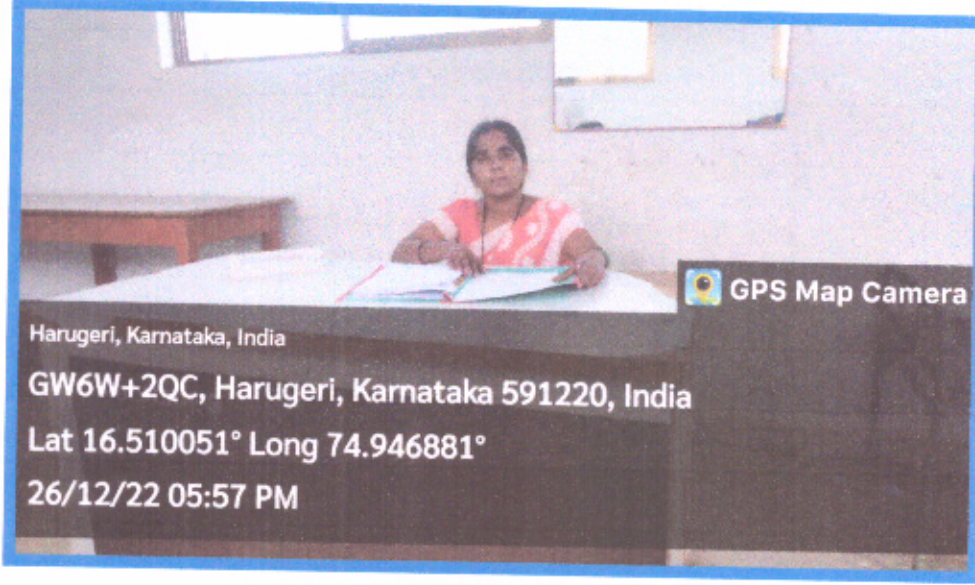 GPS Map Camera
Harugeri, Karnataka, India
GW6W+2QC, Harugeri, Karnataka 591220, India
Lat 16.510051° Long 74.946881°
26/12/22 05:57 PM